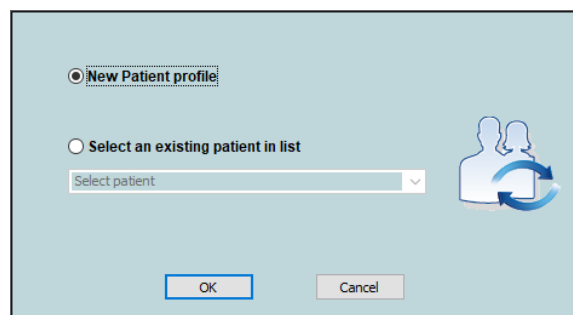 New Patient profile
Select an existing patient in list
Select patient
OK
Cancel